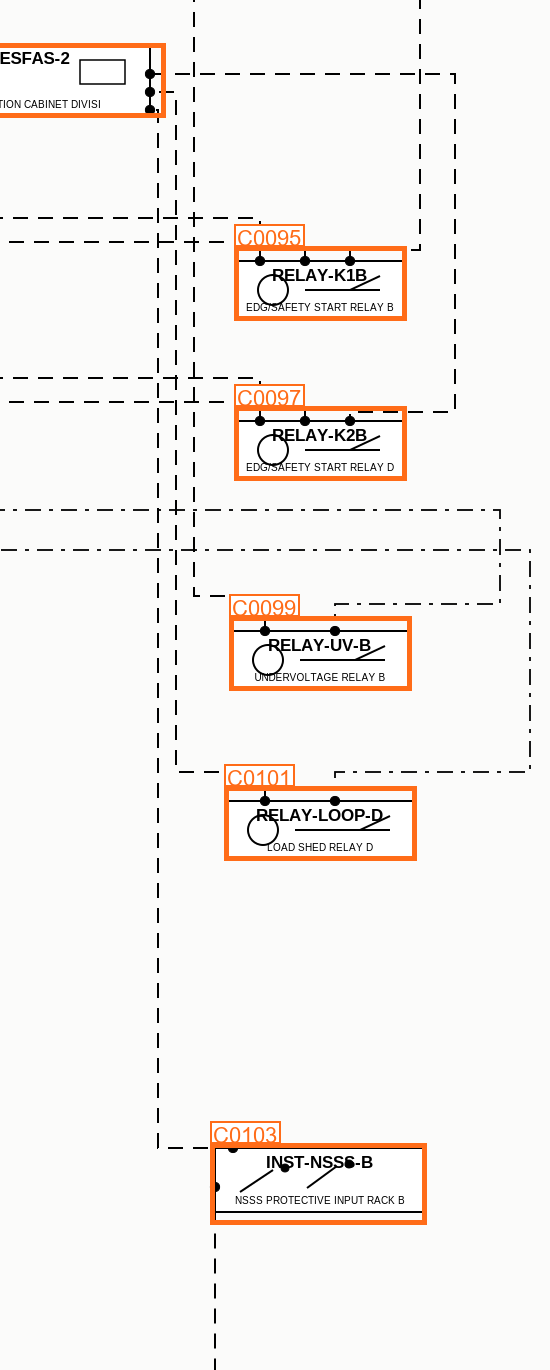 ESFAS-2
TION CABINET DIVISI
C0095
RELAY-K1B
EDG/SAFETY START RELAY B
C0097
RELAY-K2B
EDG/SAFETY START RELAY D
C0099
RELAY-UV-B
UNDERVOLTAGE RELAY B
C0101
RELAY-LOOP-D
LOAD SHED RELAY D
C0103
INST-NSSS-B
NSSS PROTECTIVE INPUT RACK B